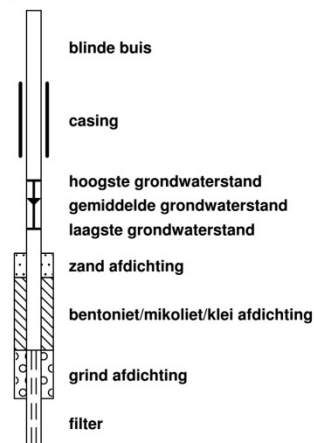 blinde buis
casing
hoogste grondwaterstand
gemiddelde grondwaterstand
laagste grondwaterstand
zand afdichting
bentoniet/mikoliet/klei afdichting
grind afdichting
filter